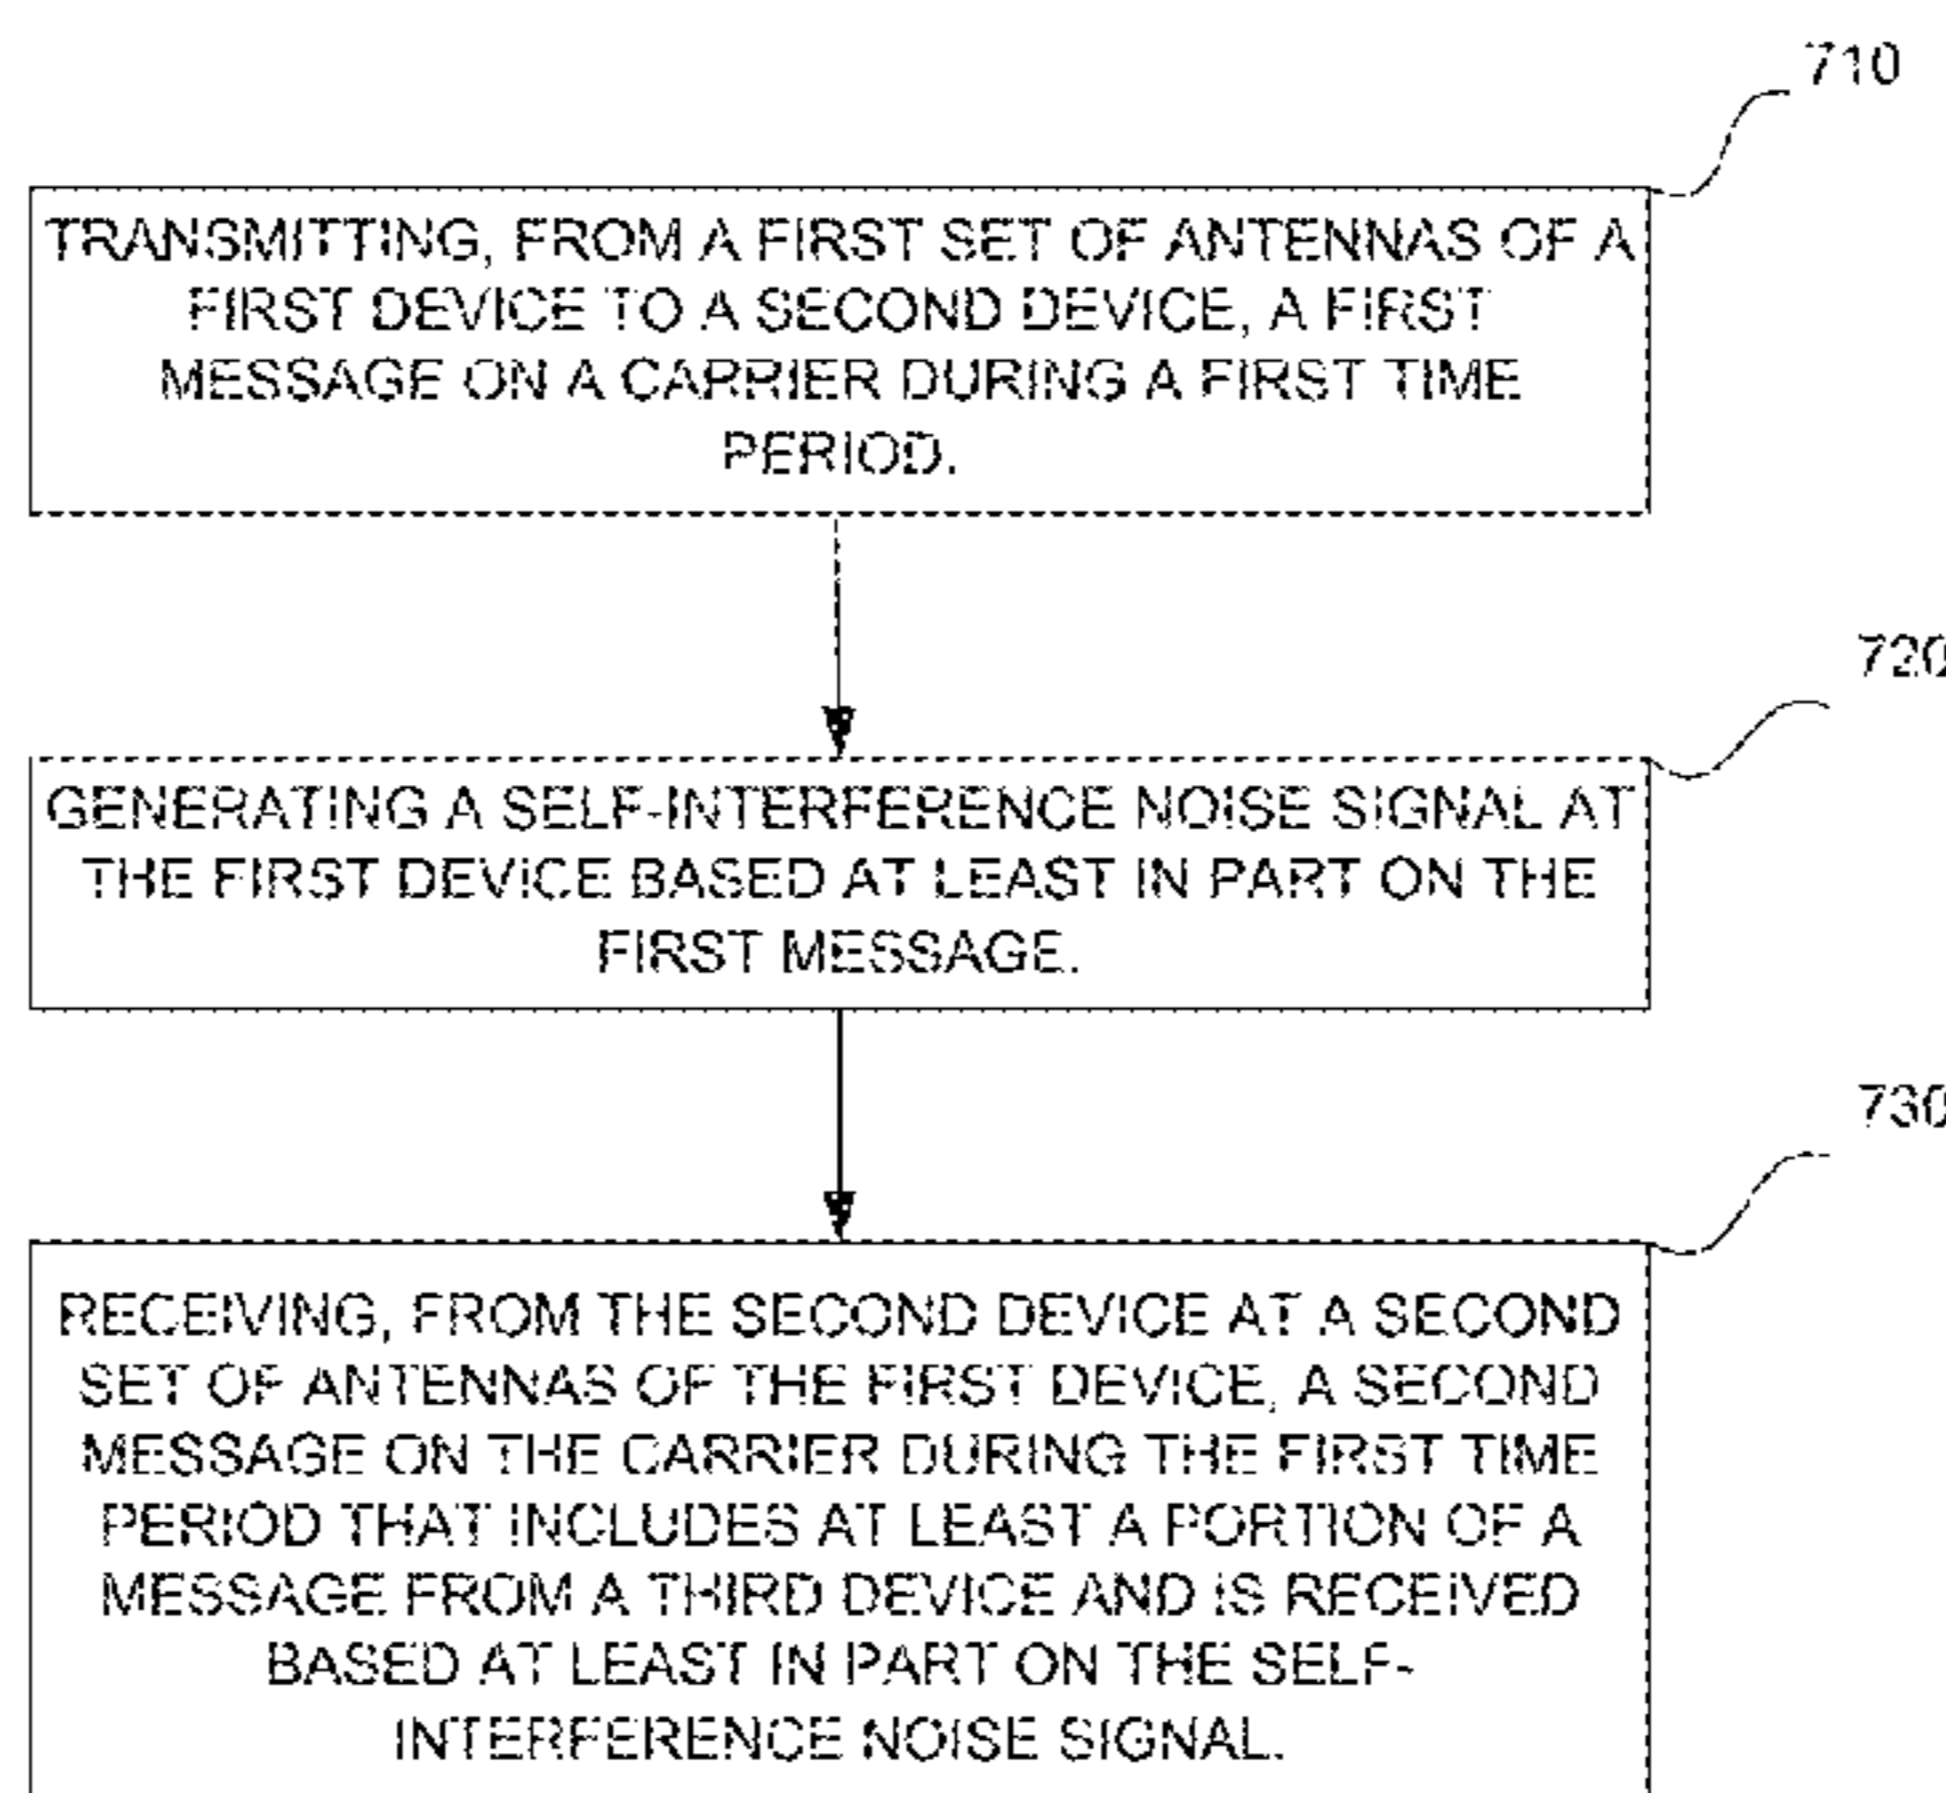 710
TRANSMITTING, FROM A FIRST SET OF ANTENNAS OF A
FIRST DEVICE TO A SECOND DEVICE, A FIRST
MESSAGE ON A CARRIER DURING A FIRST TIME
PERIOD.
720
GENERATING A SELF-INTERFERENCE NOISE SIGNAL AT
THE FIRST DEVICE BASED AT LEAST IN PART ON THE
FIRST MESSAGE.
730
RECEIVING, FROM THE SECOND DEVICE AT A SECOND
SET OF ANTENNAS OF THE FIRST DEVICE, A SECOND
MESSAGE ON THE CARRIER DURING THE FIRST TIME
PERIOD THAT INCLUDES AT LEAST A PORTION OF A
MESSAGE FROM A THIRD DEVICE AND IS RECEIVED
BASED AT LEAST IN PART ON THE SELF-
INTERFERENCE NOISE SIGNAL.